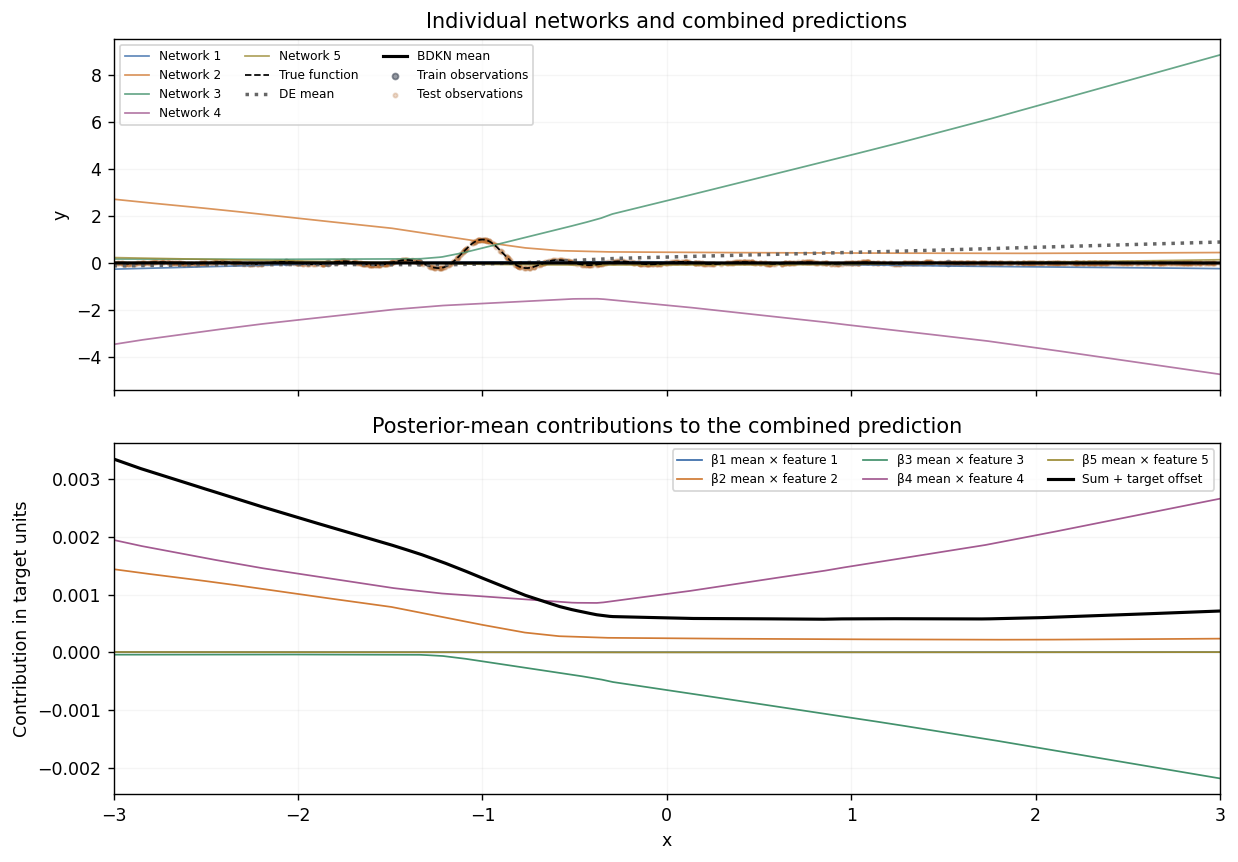 Individual networks and combined predictions
Network 1
Network 2
Network 3
Network 4
Network 5
True function
DE mean
BDKN mean
Train observations
Test observations
8
6
4
2
0
−2
−4
y
Posterior-mean contributions to the combined prediction
β1 mean × feature 1
β2 mean × feature 2
β3 mean × feature 3
β4 mean × feature 4
β5 mean × feature 5
Sum + target offset
0.003
0.002
0.001
0.000
−0.001
−0.002
Contribution in target units
−3 −2 −1 0 1 2 3
x